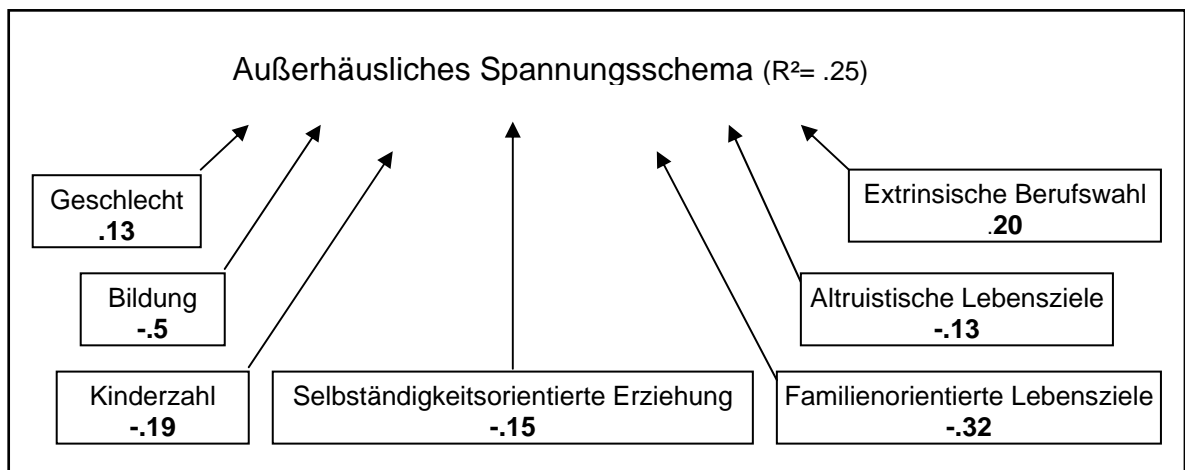 Außerhäusliches Spannungsschema (R²= .25)
Geschlecht
.13
Extrinsische Berufswahl
.20
Bildung
-.5
Altruistische Lebensziele
-.13
Kinderzahl
-.19
Selbständigkeitsorientierte Erziehung
-.15
Familienorientierte Lebensziele
-.32